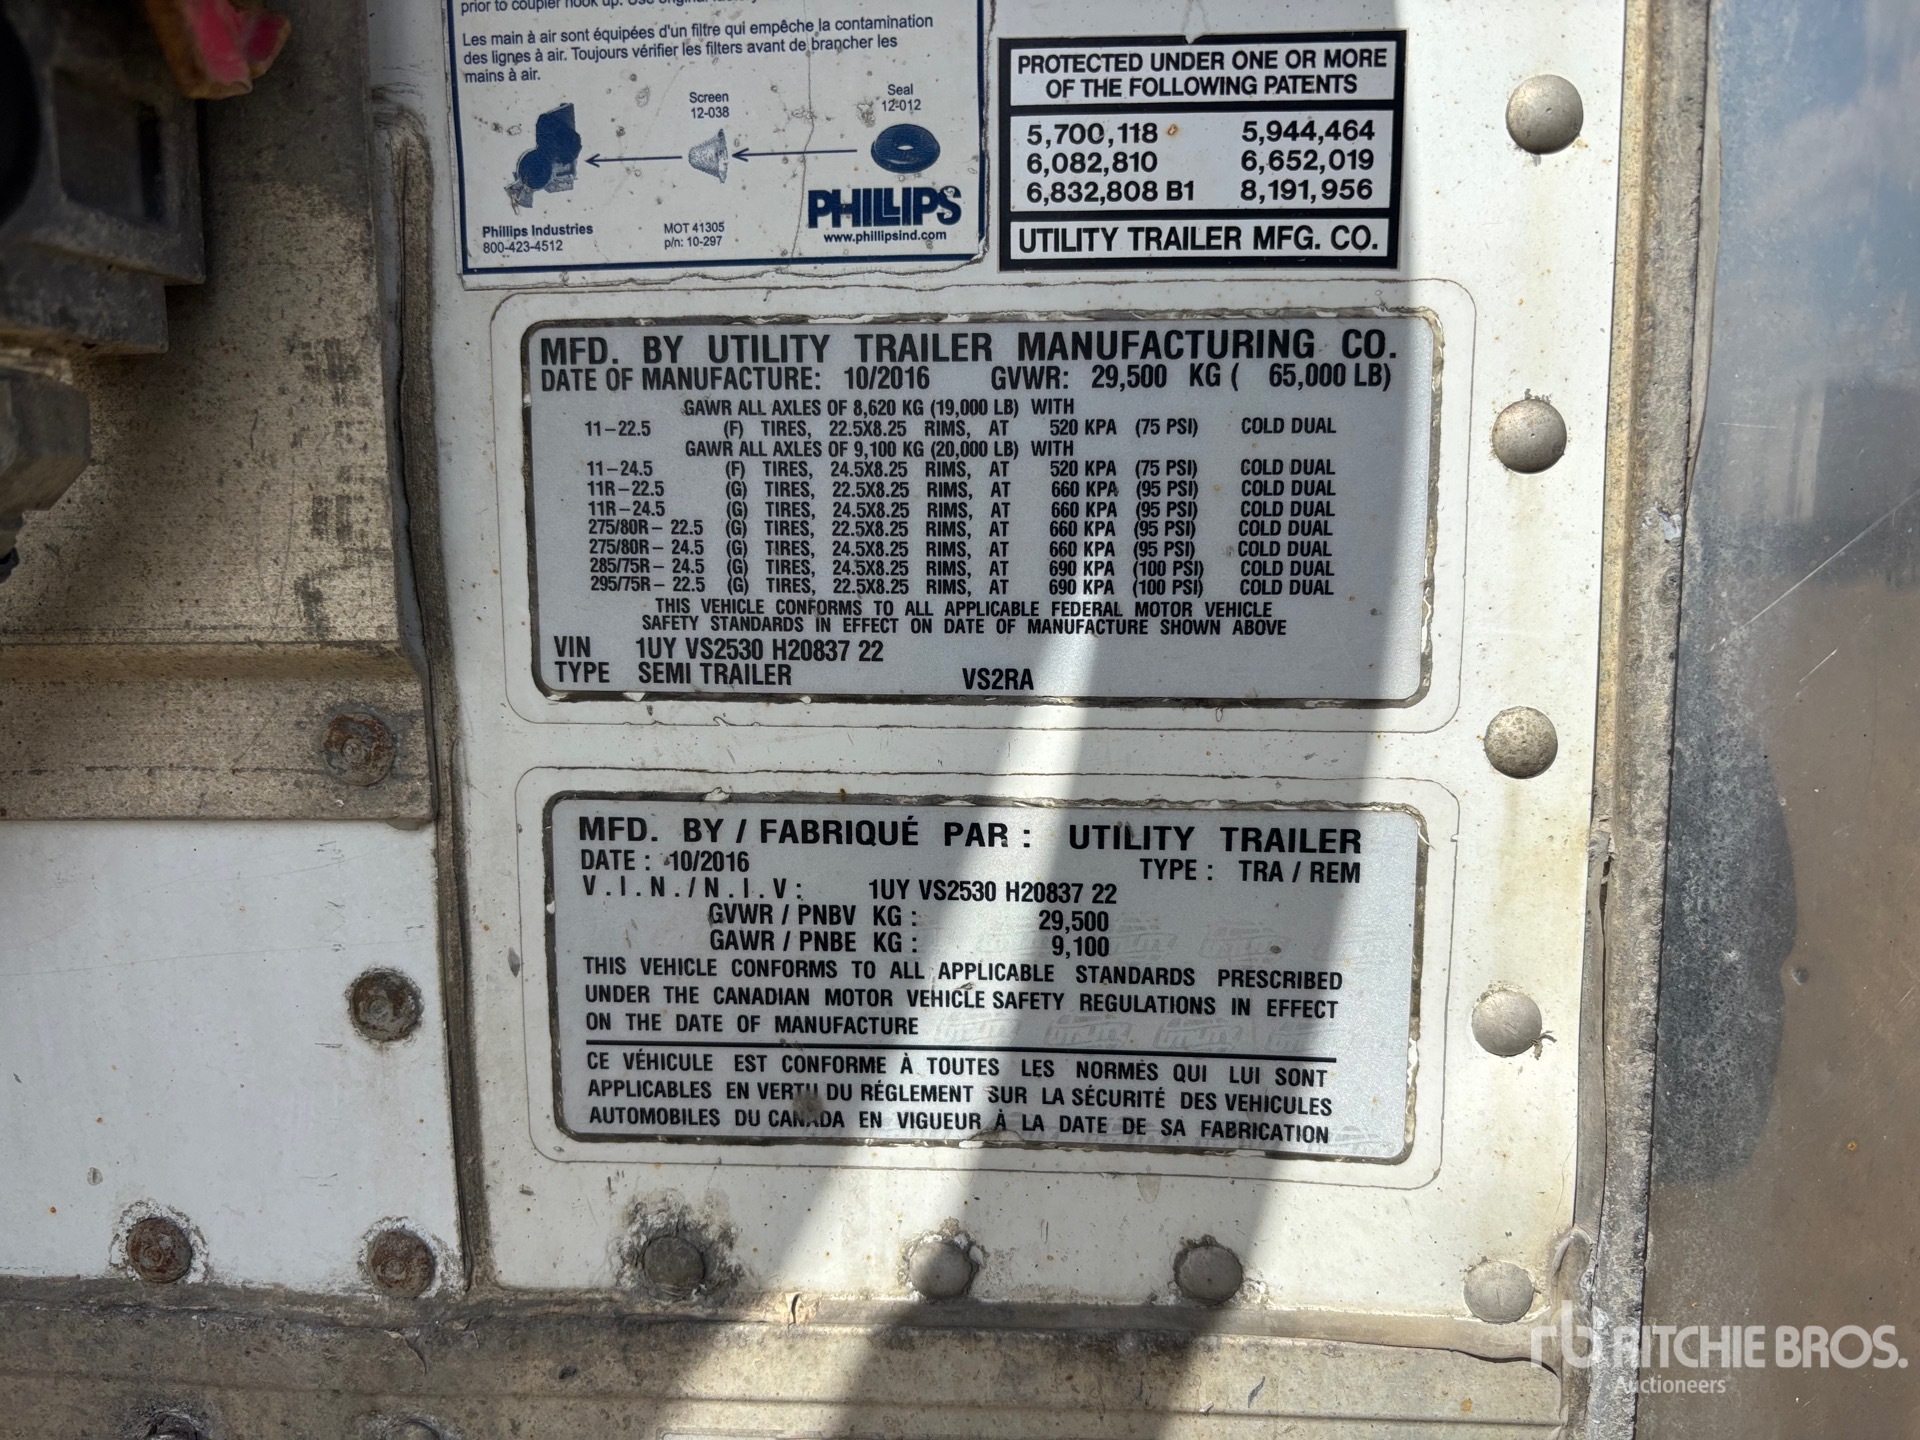 prior to coupler hook up. Use original
Les main à air sont équipées d'un filtre qui empêche la contamination
des lignes à air. Toujours vérifier les filters avant de brancher les
mains à air.
Screen
12-038
Seal
12-012
Phillips Industries
800-423-4512
MOT 41305
p/n: 10-297
PHILLIPS
www.phillipsind.com
PROTECTED UNDER ONE OR MORE
OF THE FOLLOWING PATENTS
5,700,118 5,944,464
6,082,810 6,652,019
6,832,808 B1 8,191,956
UTILITY TRAILER MFG. CO.
MFD. BY UTILITY TRAILER MANUFACTURING CO.
DATE OF MANUFACTURE: 10/2016 GVWR: 29,500 KG ( 65,000 LB)
GAWR ALL AXLES OF 8,620 KG (19,000 LB) WITH
11-22.5 (F) TIRES, 22.5X8.25 RIMS, AT 520 KPA (75 PSI) COLD DUAL
GAWR ALL AXLES OF 9,100 KG (20,000 LB) WITH
11-24.5 (F) TIRES, 24.5X8.25 RIMS, AT 520 KPA (75 PSI) COLD DUAL
11R-22.5 (G) TIRES, 22.5X8.25 RIMS, AT 660 KPA (95 PSI) COLD DUAL
11R-24.5 (G) TIRES, 24.5X8.25 RIMS, AT 660 KPA (95 PSI) COLD DUAL
275/80R- 22.5 (G) TIRES, 22.5X8.25 RIMS, AT 660 KPA (95 PSI) COLD DUAL
275/80R- 24.5 (G) TIRES, 24.5X8.25 RIMS, AT 660 KPA (95 PSI) COLD DUAL
285/75R- 24.5 (G) TIRES, 24.5X8.25 RIMS, AT 690 KPA (100 PSI) COLD DUAL
295/75R- 22.5 (G) TIRES, 22.5X8.25 RIMS, AT 690 KPA (100 PSI) COLD DUAL
THIS VEHICLE CONFORMS TO ALL APPLICABLE FEDERAL MOTOR VEHICLE
SAFETY STANDARDS IN EFFECT ON DATE OF MANUFACTURE SHOWN ABOVE
VIN 1UY VS2530 H20837 22
TYPE SEMI TRAILER VS2RA
MFD. BY / FABRIQUÉ PAR : UTILITY TRAILER
DATE : 10/2016 TYPE : TRA / REM
V.I.N./N.I.V: 1UY VS2530 H20837 22
GVWR / PNBV KG : 29,500
GAWR / PNBE KG : 9,100
THIS VEHICLE CONFORMS TO ALL APPLICABLE STANDARDS PRESCRIBED
UNDER THE CANADIAN MOTOR VEHICLE SAFETY REGULATIONS IN EFFECT
ON THE DATE OF MANUFACTURE
CE VÉHICULE EST CONFORME À TOUTES LES NORMES QUI LUI SONT
APPLICABLES EN VERTU DU RÉGLEMENT SUR LA SÉCURITÉ DES VEHICULES
AUTOMOBILES DU CANADA EN VIGUEUR À LA DATE DE SA FABRICATION
rb RITCHIE BROS.
Auctioneers